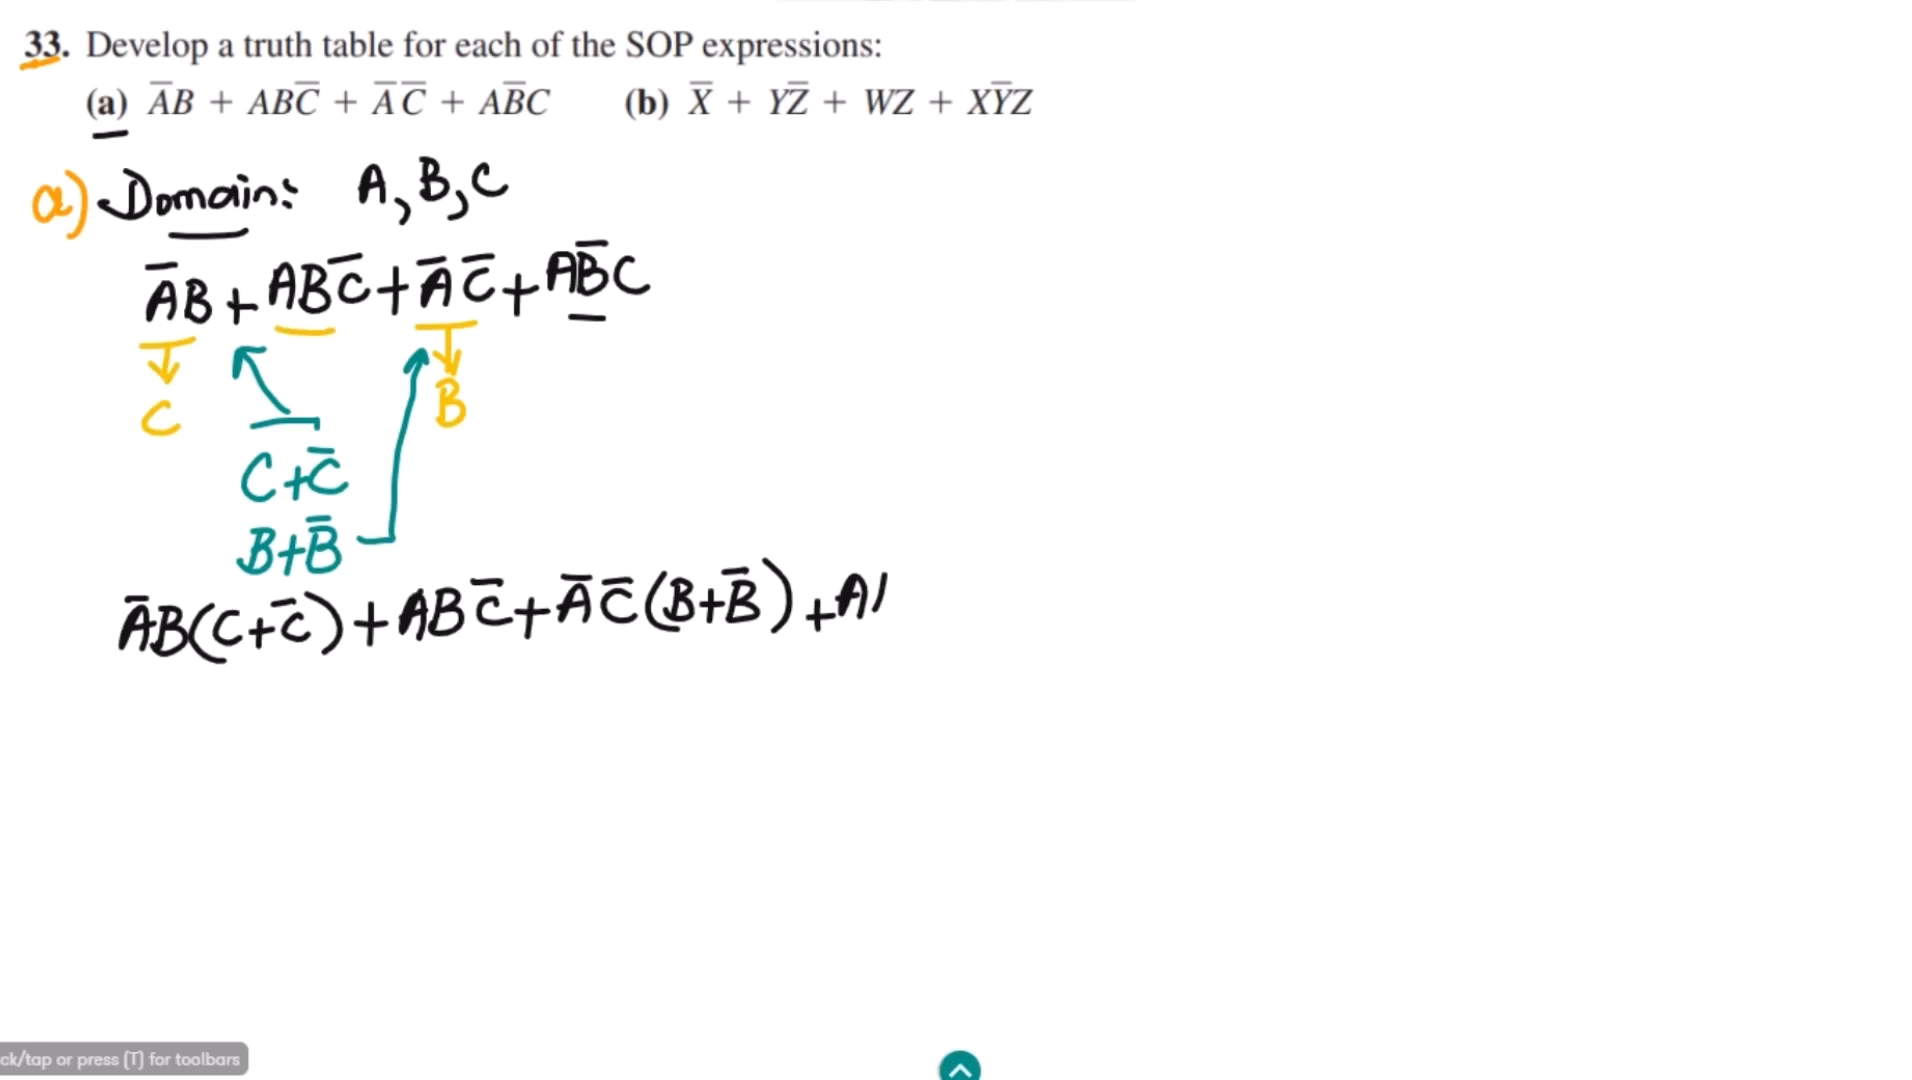 33. Develop a truth table for each of the SOP expressions:
(a) A̅B + ABC̅ + A̅ C̅ + AB̅C (b) X̅ + YZ̅ + WZ + XY̅Z
a) Domain: A, B, C
A̅B + ABC̅ + A̅ C̅ + AB̅C
C
B
C+C̅
B+B̅
A̅B(C+C̅) + ABC̅ + A̅ C̅(B+B̅) + A
ck/tap or press (T) for toolbars